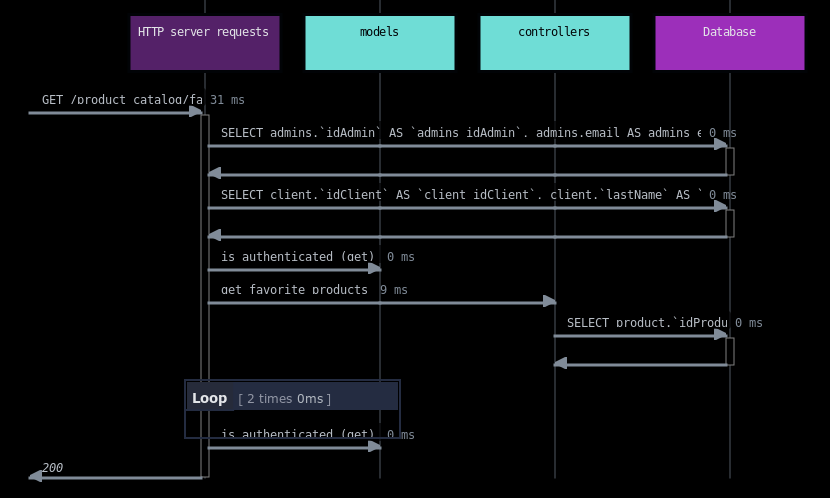 HTTP server requests
models
controllers
Database
GET /product_catalog/fa 31 ms
SELECT admins.`idAdmin` AS `admins_idAdmin`, admins.email AS admins_e 0 ms
SELECT client.`idClient` AS `client_idClient`, client.`lastName` AS ` 0 ms
is_authenticated (get) 0 ms
get_favorite_products 9 ms
SELECT product.`idProdu 0 ms
Loop [ 2 times 0ms ]
is_authenticated (get) 0 ms
200